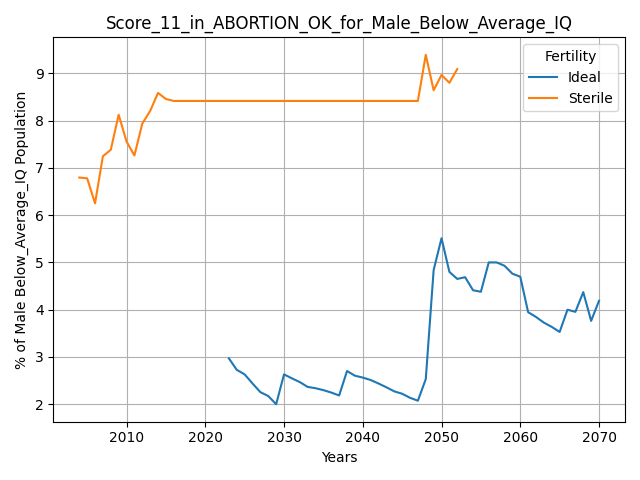 Score_11_in_ABORTION_OK_for_Male_Below_Average_IQ
% of Male Below_Average_IQ Population
9
8
7
6
5
4
3
2
Fertility
Ideal
Sterile
2010 2020 2030 2040 2050 2060 2070
Years